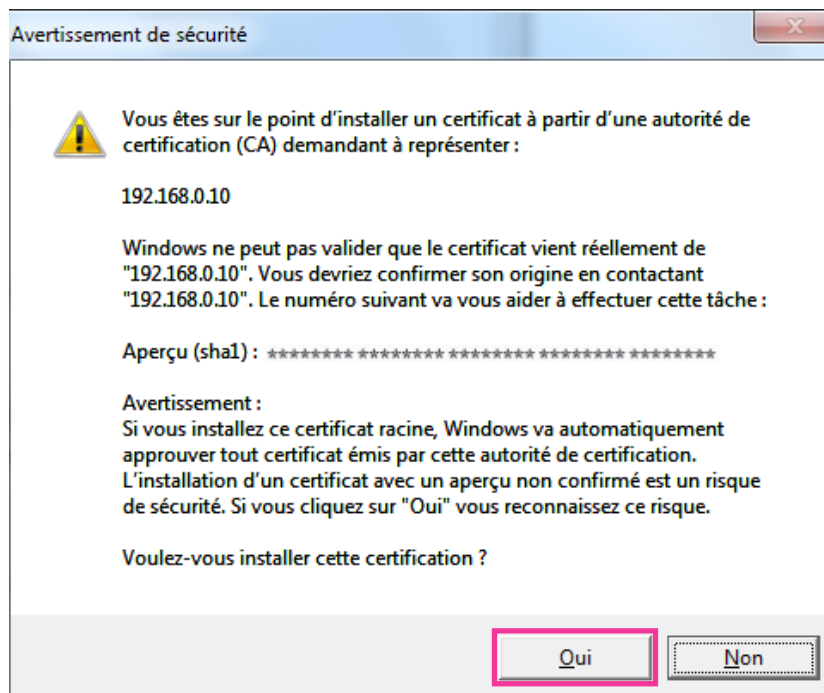 Avertissement de sécurité
Vous êtes sur le point d'installer un certificat à partir d'une autorité de
certification (CA) demandant à représenter :
192.168.0.10
Windows ne peut pas valider que le certificat vient réellement de
"192.168.0.10". Vous devriez confirmer son origine en contactant
"192.168.0.10". Le numéro suivant va vous aider à effectuer cette tâche :
Aperçu (sha1) : ******** ******** ******** ******** ********
Avertissement :
Si vous installez ce certificat racine, Windows va automatiquement
approuver tout certificat émis par cette autorité de certification.
L'installation d'un certificat avec un aperçu non confirmé est un risque
de sécurité. Si vous cliquez sur "Oui" vous reconnaissez ce risque.
Voulez-vous installer cette certification ?
Oui
Non